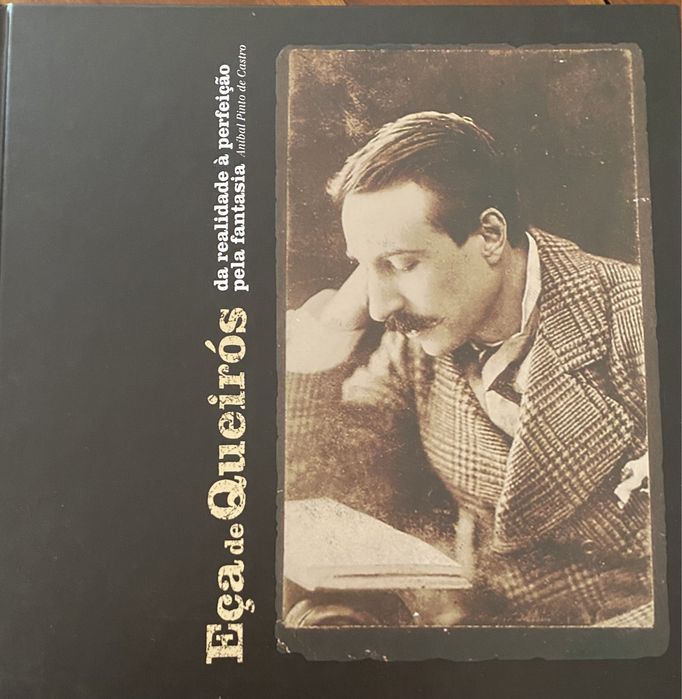 Eça de Queirós
da realidade à perfeição
pela fantasia Aníbal Pinto de Castro